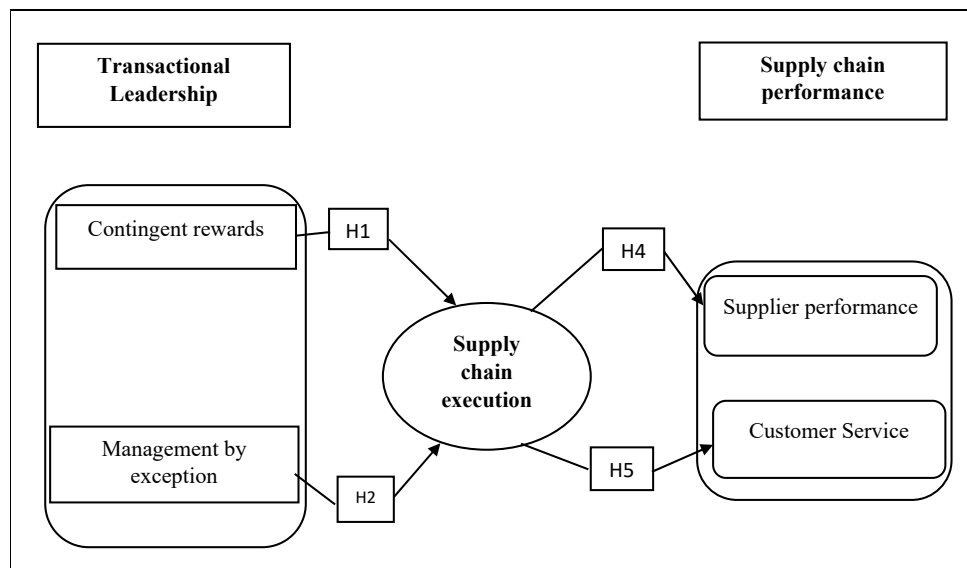 Transactional
Leadership
Supply chain
performance
Contingent rewards
H1
H4
Supplier performance
Supply
chain
execution
Management by
exception
H2
H5
Customer Service